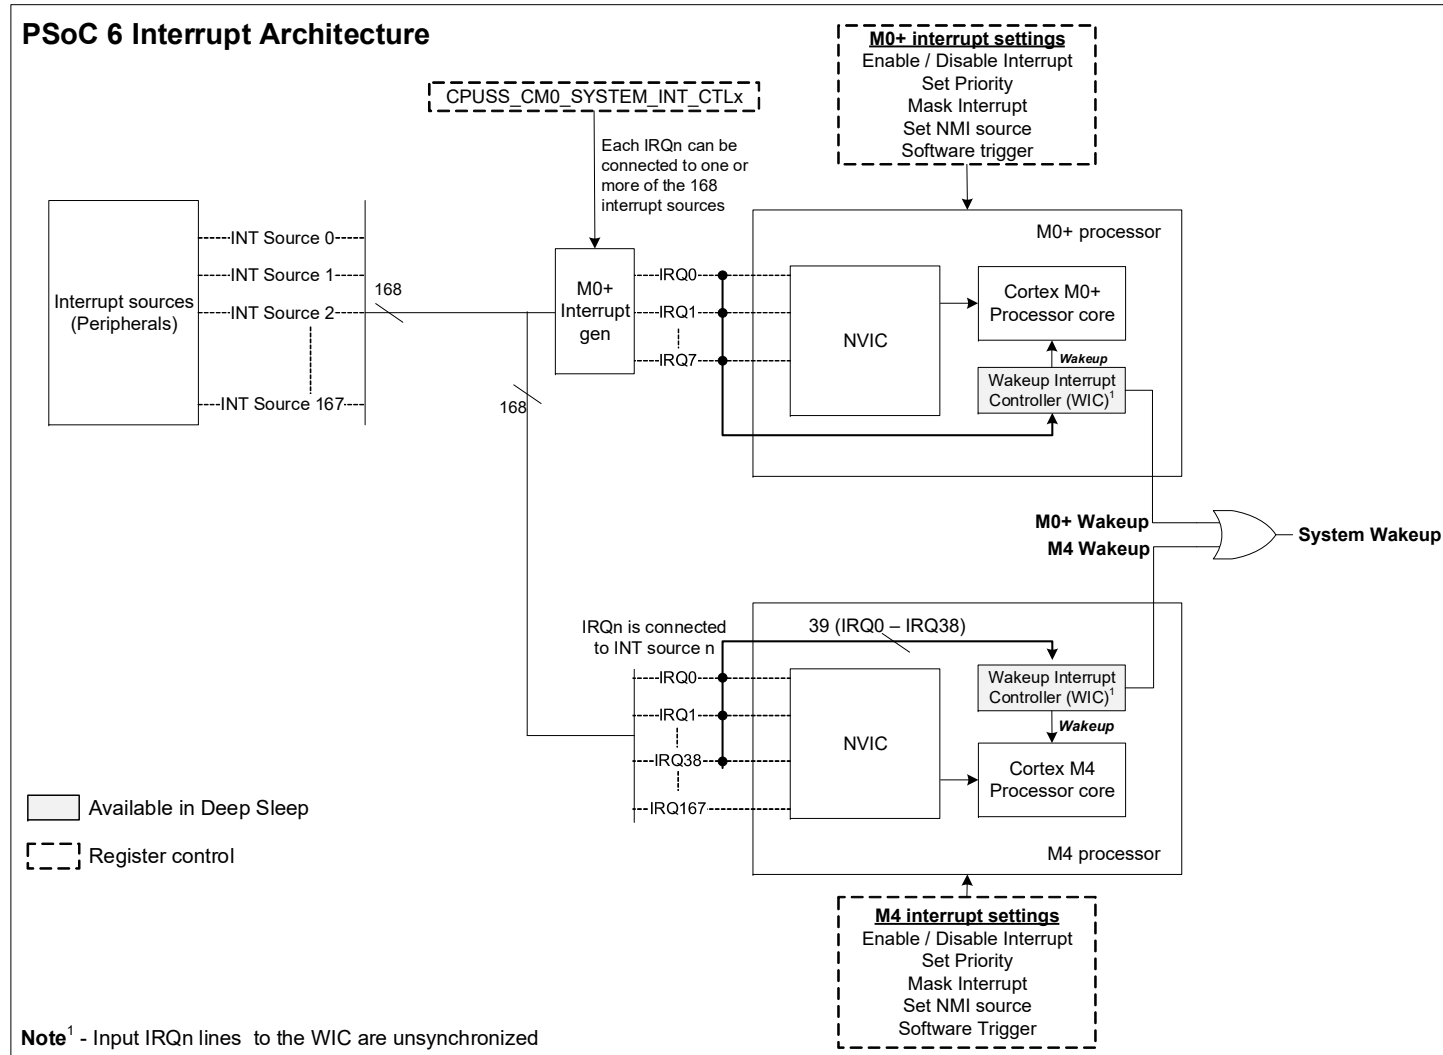 PSoC 6 Interrupt Architecture
M0+ interrupt settings
Enable / Disable Interrupt
Set Priority
Mask Interrupt
Set NMI source
Software trigger
CPUSS_CM0_SYSTEM_INT_CTLx
Each IRQn can be
connected to one or
more of the 168
interrupt sources
Interrupt sources
(Peripherals)
INT Source 0
INT Source 1
INT Source 2
INT Source 167
168
168
M0+
Interrupt
gen
IRQ0
IRQ1
IRQ7
M0+ processor
NVIC
Cortex M0+
Processor core
Wakeup
Wakeup Interrupt
Controller (WIC)1
M0+ Wakeup
M4 Wakeup
System Wakeup
IRQn is connected
to INT source n
39 (IRQ0 – IRQ38)
IRQ0
IRQ1
IRQ38
IRQ167
NVIC
Wakeup Interrupt
Controller (WIC)1
Wakeup
Cortex M4
Processor core
M4 processor
Available in Deep Sleep
Register control
M4 interrupt settings
Enable / Disable Interrupt
Set Priority
Mask Interrupt
Set NMI source
Software Trigger
Note1 - Input IRQn lines to the WIC are unsynchronized